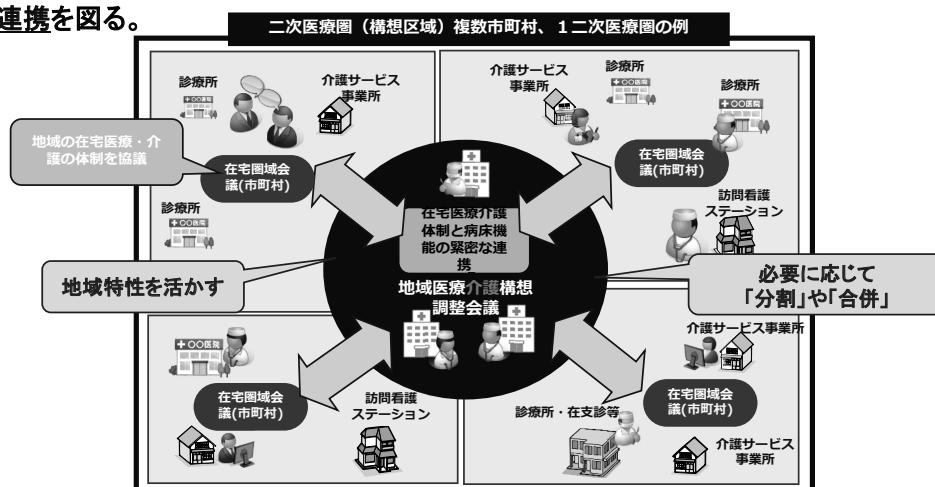 連携を図る。
二次医療圏（構想区域）複数市町村、１二次医療圏の例
診療所
介護サービス
事業所
地域の在宅医療・介
護の体制を協議
在宅圏域会
議(市町村)
診療所
介護サービス
事業所
診療所
診療所
＋〇〇医院
在宅圏域会
議(市町村)
訪問看護
ステーション
在宅医療介護
体制と病床機
能の緊密な連
携
地域医療介護構想
調整会議
地域特性を活かす
必要に応じて
「分割」や「合併」
＋〇〇医院
在宅圏域会
議(市町村)
訪問看護
ステーション
介護サービス事業所
在宅圏域会
議(市町村)
診療所・在支診等
介護サービス
事業所